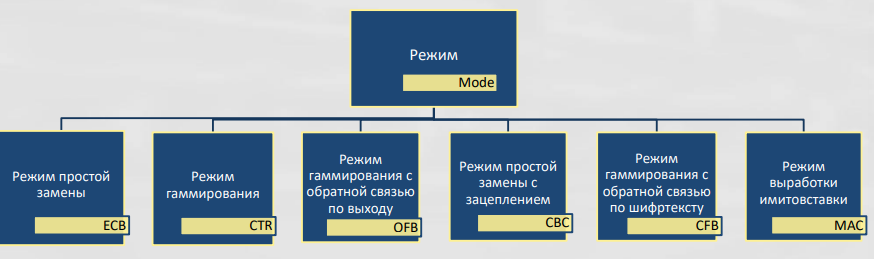 Режим
Mode
Режим простой
замены
ECB
Режим
гаммирования
CTR
Режим
гаммирования с
обратной связью
по выходу
OFB
Режим простой
замены с
зацеплением
CBC
Режим
гаммирования с
обратной связью
по шифртексту
CFB
Режим
выработки
имитовставки
MAC